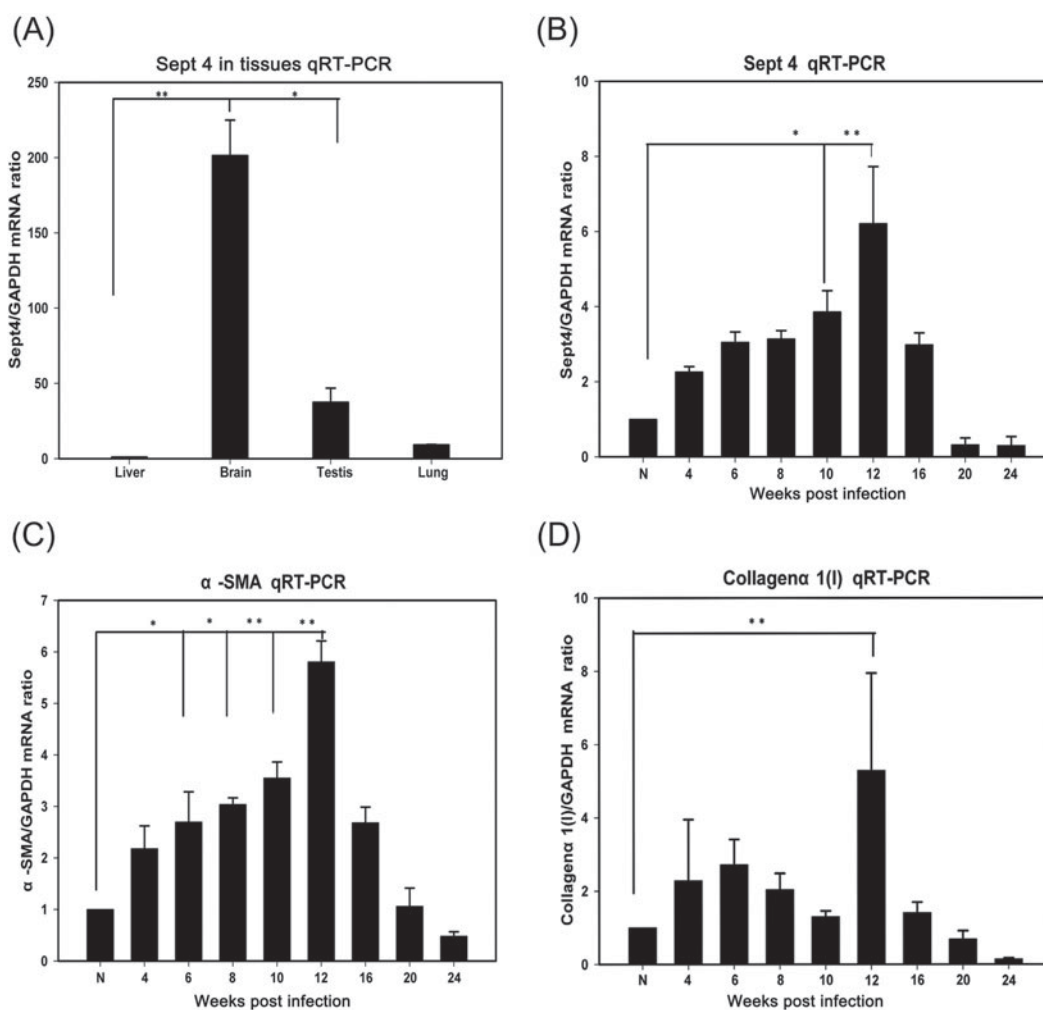 (A)
Sept 4 in tissues qRT-PCR
Sept4/GAPDH mRNA ratio
250
200
150
100
50
0
** *
Liver Brain Testis Lung
(B)
Sept 4 qRT-PCR
Sept4/GAPDH mRNA ratio
10
8
6
4
2
0
* **
N 4 6 8 10 12 16 20 24
Weeks post infection
(C)
α -SMA qRT-PCR
α -SMA/GAPDH mRNA ratio
7
6
5
4
3
2
1
0
* * ** **
N 4 6 8 10 12 16 20 24
Weeks post infection
(D)
Collagenα 1(I) qRT-PCR
Collagenα 1(I)/GAPDH mRNA ratio
10
8
6
4
2
0
**
N 4 6 8 10 12 16 20 24
Weeks post infection